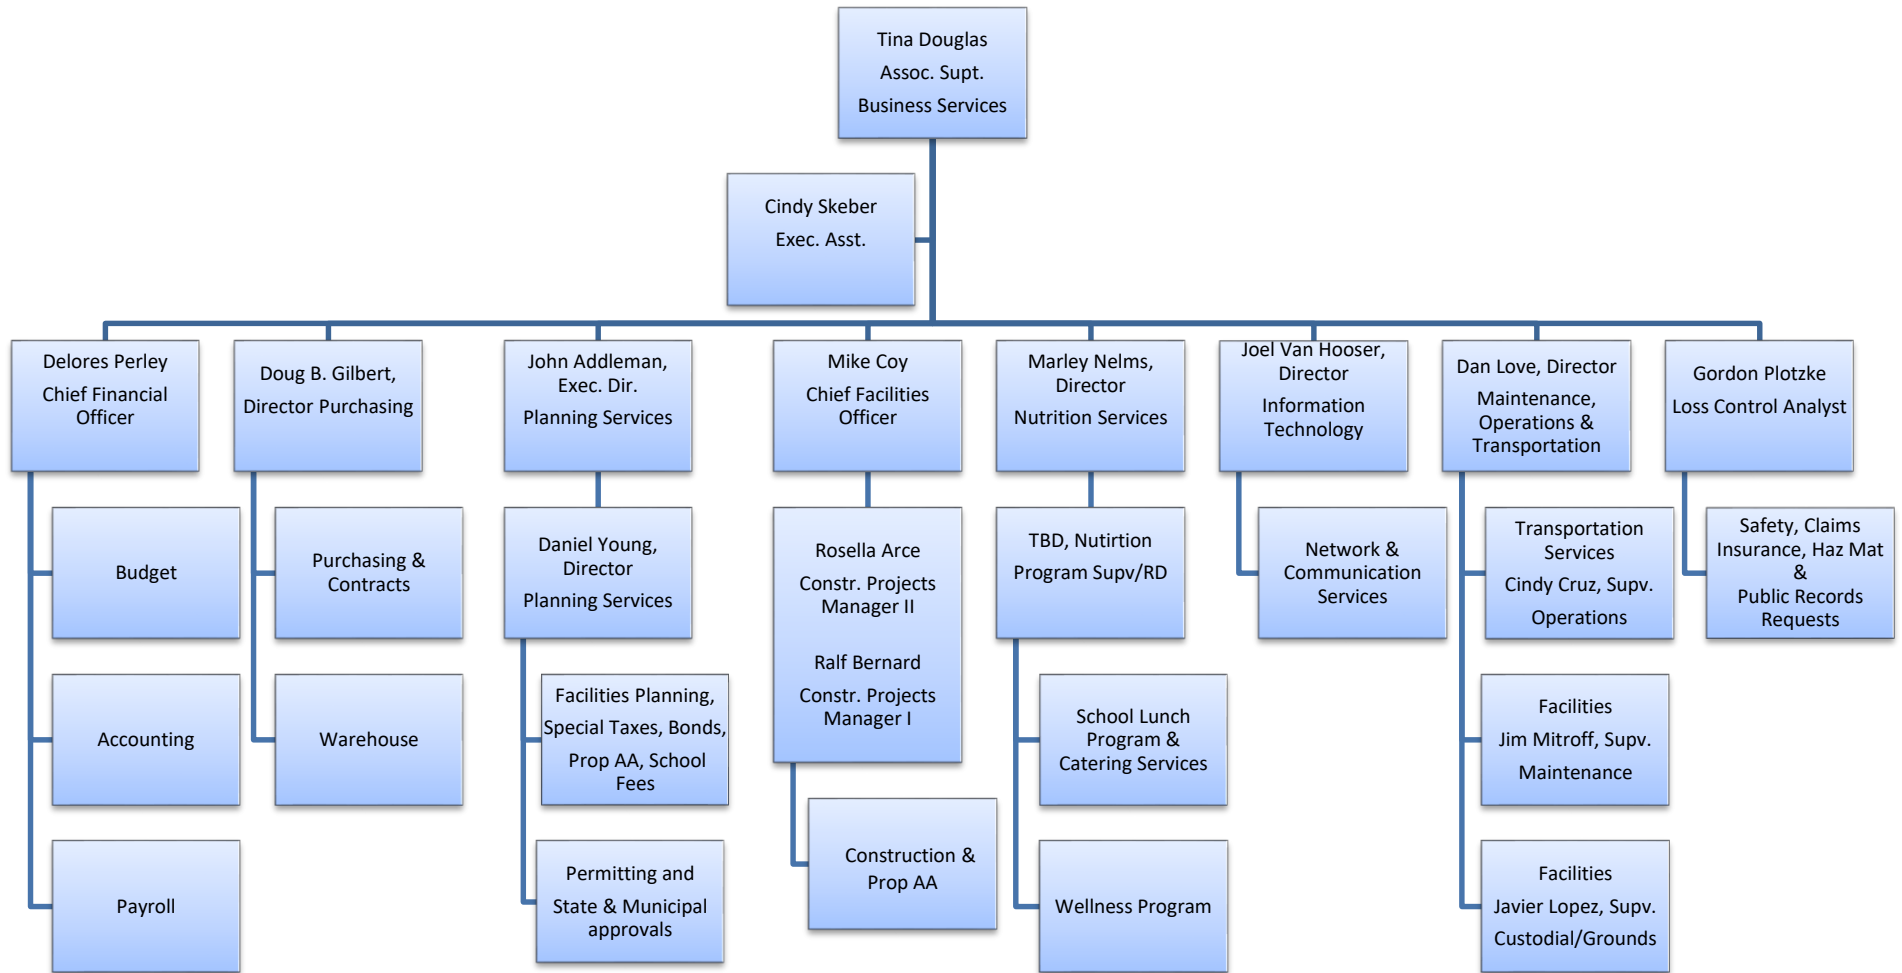 Tina Douglas
Assoc. Supt.
Business Services
Cindy Skeber
Exec. Asst.
Delores Perley
Chief Financial
Officer
Doug B. Gilbert,
Director Purchasing
John Addleman,
Exec. Dir.
Planning Services
Mike Coy
Chief Facilities
Officer
Marley Nelms,
Director
Nutrition Services
Joel Van Hooser,
Director
Information
Technology
Dan Love, Director
Maintenance,
Operations &
Transportation
Gordon Plotzke
Loss Control Analyst
Budget
Accounting
Payroll
Purchasing &
Contracts
Warehouse
Daniel Young,
Director
Planning Services
Facilities Planning,
Special Taxes, Bonds,
Prop AA, School
Fees
Permitting and
State & Municipal
approvals
Rosella Arce
Constr. Projects
Manager II
Ralf Bernard
Constr. Projects
Manager I
Construction &
Prop AA
TBD, Nutirtion
Program Supv/RD
School Lunch
Program &
Catering Services
Wellness Program
Network &
Communication
Services
Transportation
Services
Cindy Cruz, Supv.
Operations
Facilities
Jim Mitroff, Supv.
Maintenance
Facilities
Javier Lopez, Supv.
Custodial/Grounds
Safety, Claims
Insurance, Haz Mat
&
Public Records
Requests